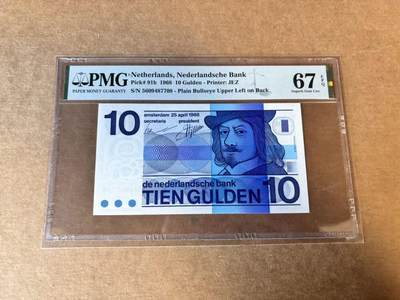 PMG
PAPER MONEY GUARANTY
Netherlands, Nederlandsche Bank
Pick# 91b 1968 10 Gulden - Printer: JEZ
S/N 5609487708 - Plain Bullseye Upper Left on Back
67 EPQ
Superb Gem Unc
10
amsterdam 25 april 1968
secretaris president
de nederlandsche bank
TIEN GULDEN 10